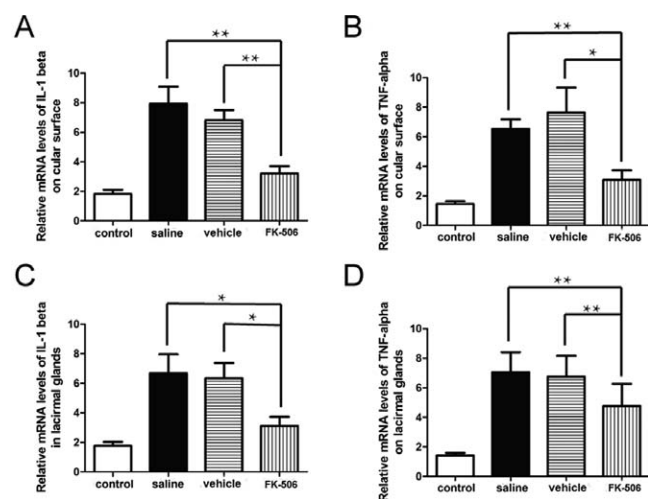 A
Relative mRNA levels of IL-1 beta
on cular surface
10
8
6
4
2
0
**
**
control saline vehicle FK-506
B
Relative mRNA levels of TNF-alpha
on cular surface
10
8
6
4
2
0
**
*
control saline vehicle FK-506
C
Relative mRNA levels of IL-1 beta
in lacirmal glands
10
8
6
4
2
0
*
*
control saline vehicle FK-506
D
Relative mRNA levels of TNF-alpha
on lacirmal glands
10
8
6
4
2
0
**
**
control saline vehicle FK-506